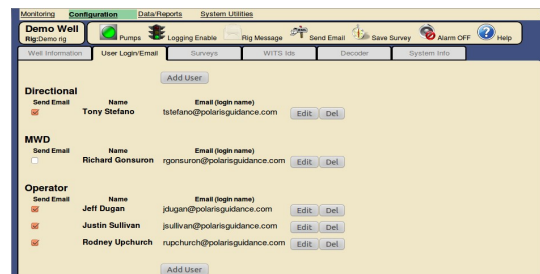 Monitoring Configuration Data/Reports System Utilities
Demo Well
Rig:Demo rig
Pumps Logging Enable Rig Message Send Email Save Survey Alarm OFF Help
Well Information User Login/Email Surveys WITS Ids Decoder System Info
Add User
Directional
Send Email Name Email (login name)
Tony Stefano tstefano@polarisguidance.com Edit Del
MWD
Send Email Name Email (login name)
Richard Gonsuron rgonsuron@polarisguidance.com Edit Del
Operator
Send Email Name Email (login name)
Jeff Dugan jdugan@polarisguidance.com Edit Del
Justin Sullivan jsullivan@polarisguidance.com Edit Del
Rodney Upchurch rupchurch@polarisguidance.com Edit Del
Add User